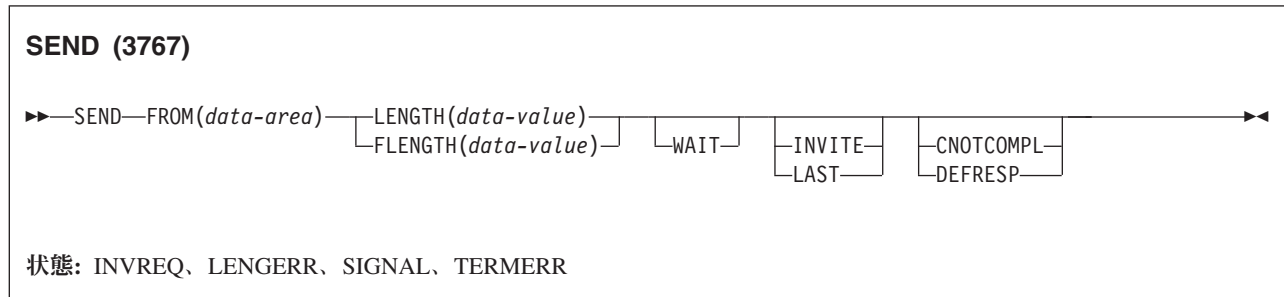 SEND (3767)
SEND FROM(data-area) LENGTH(data-value)
FLENGTH(data-value) WAIT INVITE CNOTCOMPL
LAST DEFRESP
状態: INVREQ、LENGERR、SIGNAL、TERMERR